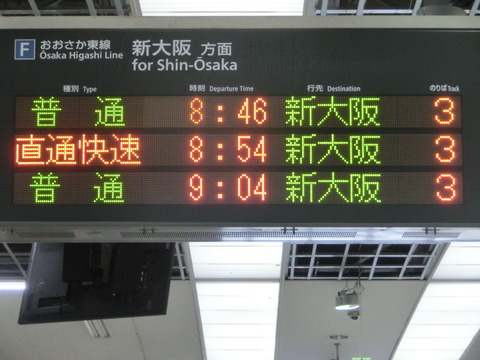 F おおさか東線 新大阪 方面
Ōsaka Higashi Line for Shin-Ōsaka
種別 Type 時刻 Departure Time 行先 Destination のりば Track
普通 8:46 新大阪 3
直通快速 8:54 新大阪 3
普通 9:04 新大阪 3